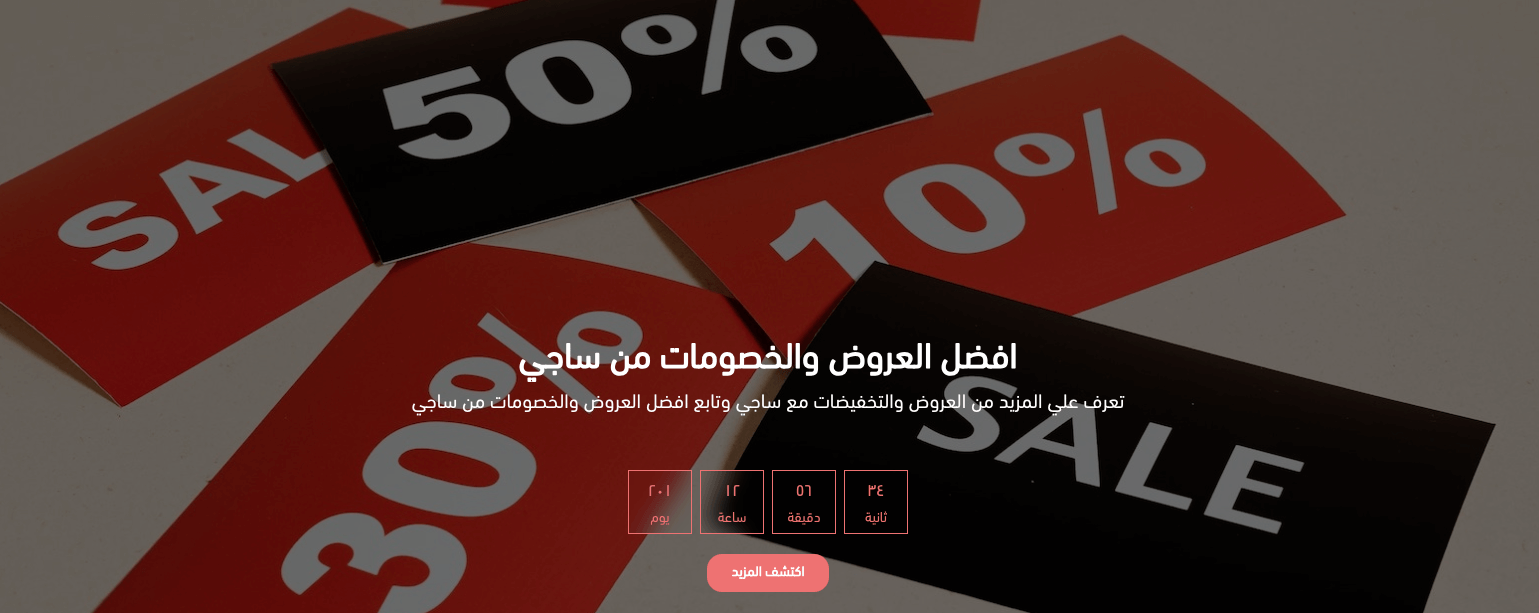 50%
SAL
10%
30%
SALE
افضل العروض والخصومات من ساجي
تعرف علي المزيد من العروض والتخفيضات مع ساجي وتابع افضل العروض والخصومات من ساجي
٣٤ ٥٦ ١٢ ٢٠١
ثانية دقيقة ساعة يوم
اكتشف المزيد